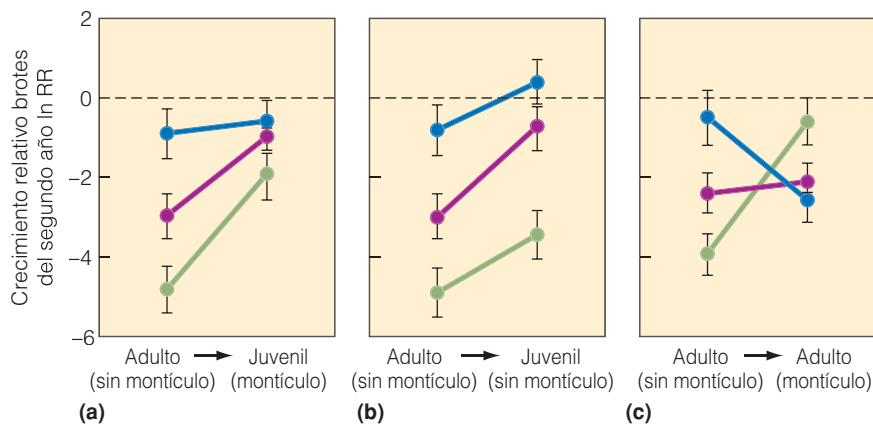 Crecimiento relativo brotes
del segundo año ln RR
2
0
−2
−4
−6
Adulto → Juvenil
(sin montículo) (montículo)
(a)
Adulto → Juvenil
(sin montículo) (sin montículo)
(b)
Adulto → Adulto
(sin montículo) (montículo)
(c)